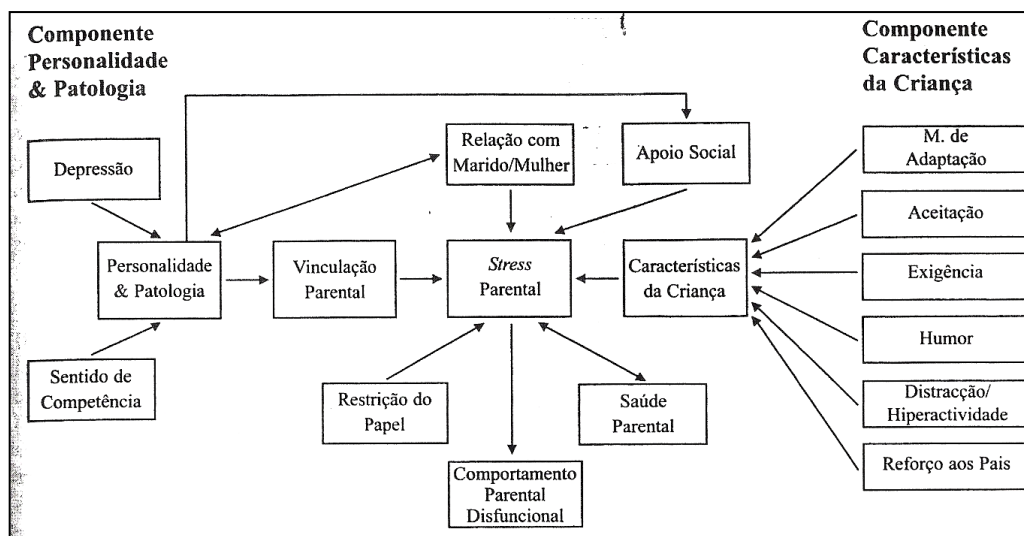 Componente
Personalidade
& Patologia
Componente
Características
da Criança
Depressão
Relação com
Marido/Mulher
Apoio Social
M. de
Adaptação
Aceitação
Personalidade
& Patologia
Vinculação
Parental
Stress
Parental
Características
da Criança
Exigência
Humor
Sentido de
Competência
Restrição do
Papel
Saúde
Parental
Distracção/
Hiperactividade
Reforço aos Pais
Comportamento
Parental
Disfuncional